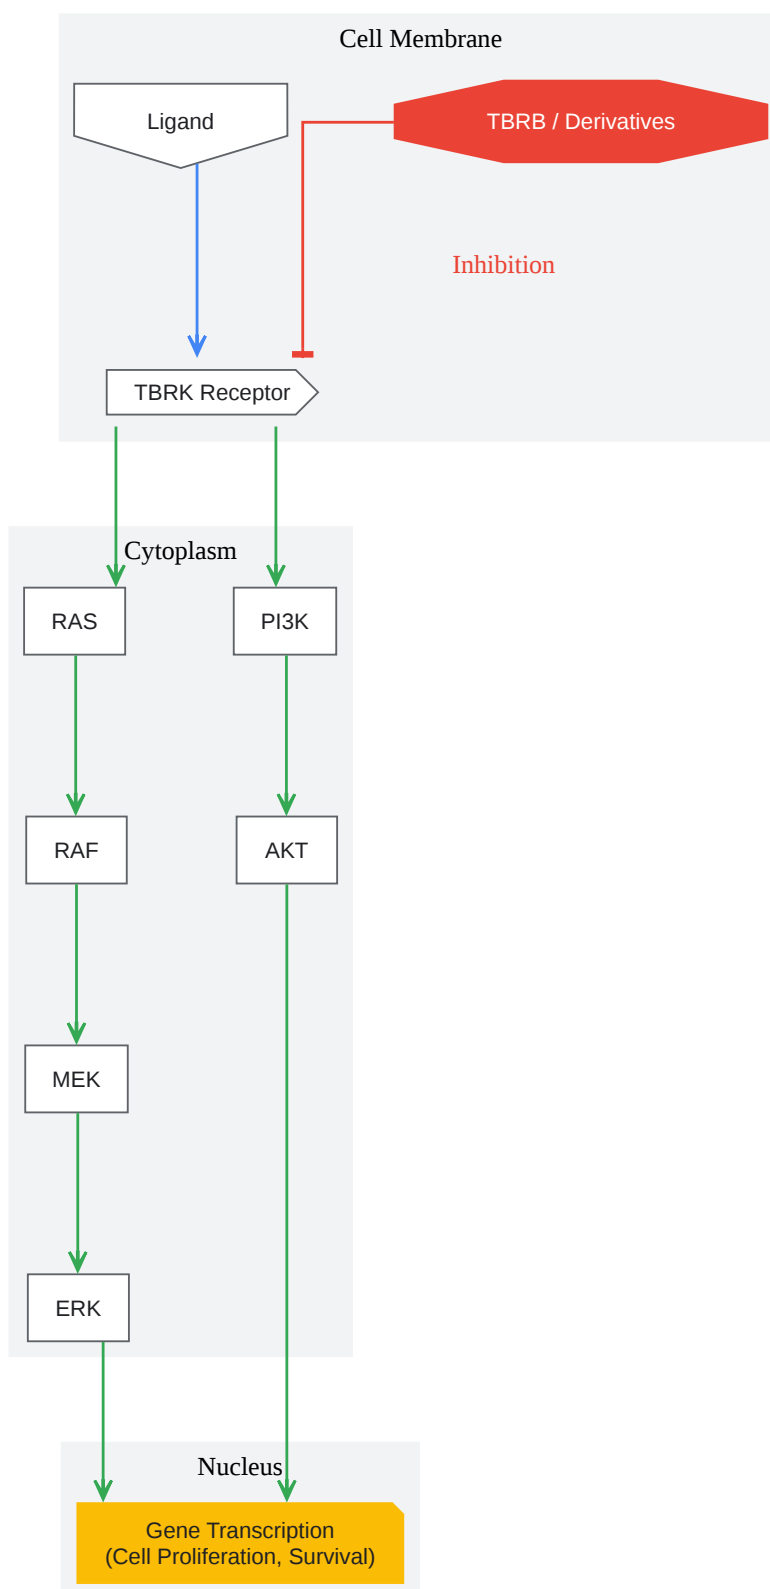 Cell Membrane
Ligand
TBRB / Derivatives
Inhibition
TBRK Receptor
Cytoplasm
RAS
PI3K
RAF
AKT
MEK
ERK
Nucleus
Gene Transcription
(Cell Proliferation, Survival)